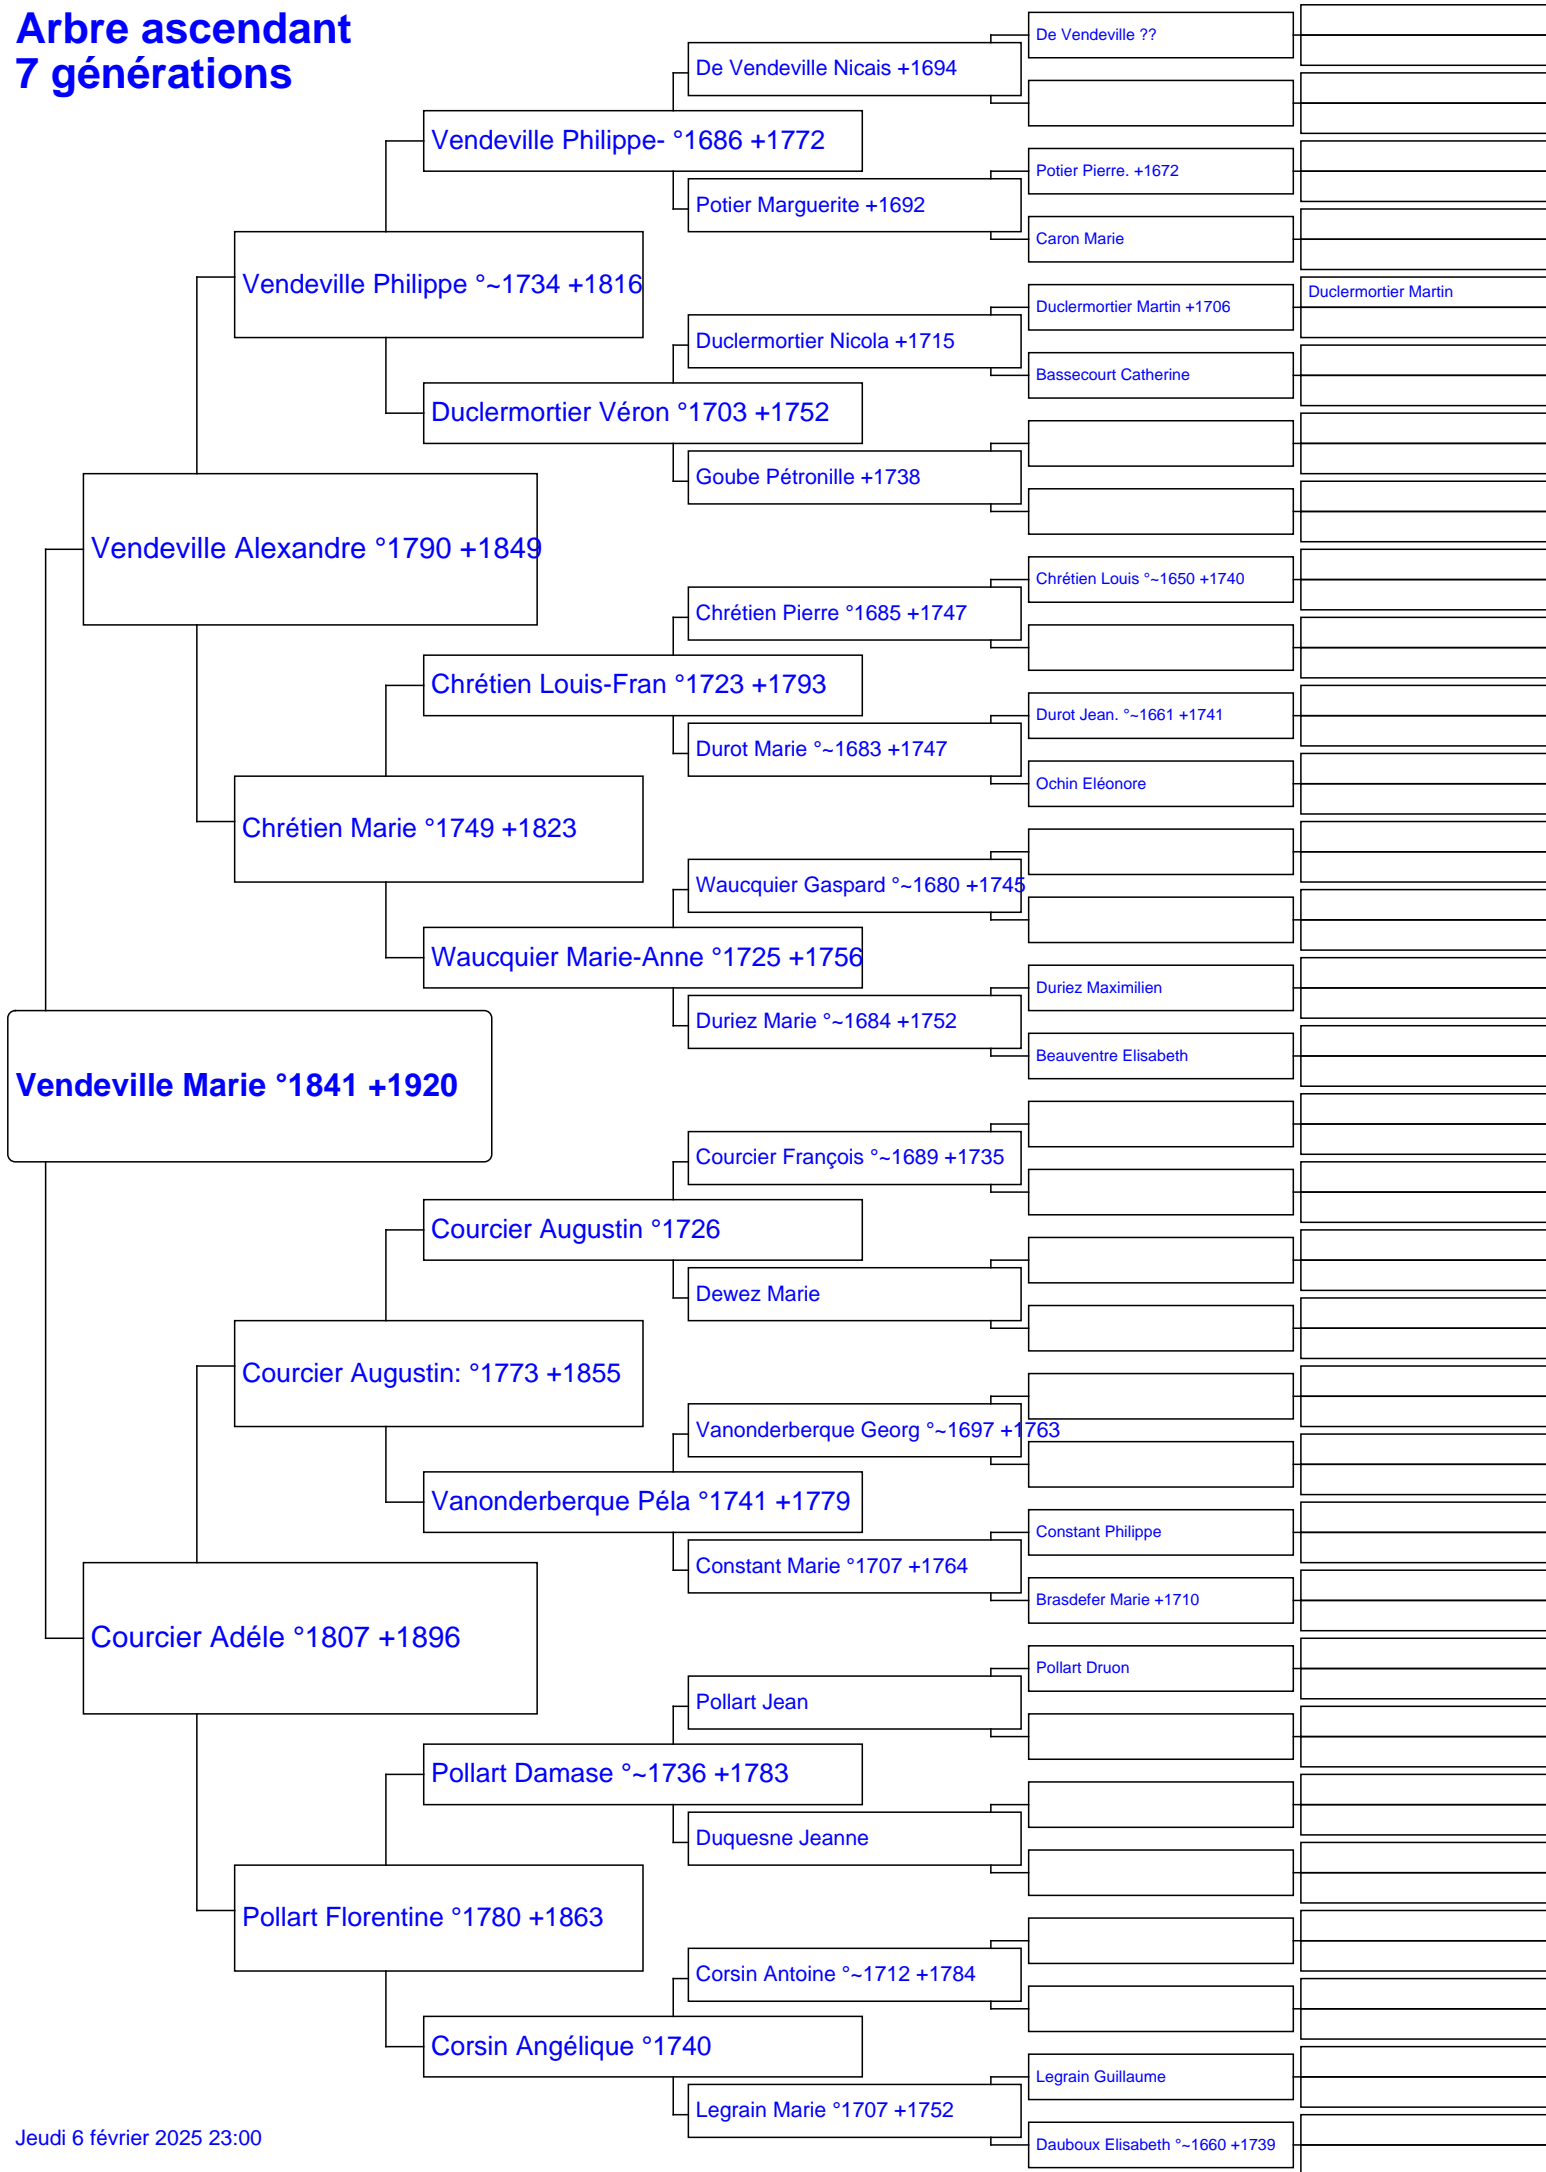 Arbre ascendant
7 générations
De Vendeville ??
De Vendeville Nicais +1694
Vendeville Philippe- °1686 +1772
Potier Pierre. +1672
Potier Marguerite +1692
Caron Marie
Vendeville Philippe °~1734 +1816
Duclermortier Martin
Duclermortier Martin +1706
Duclermortier Nicola +1715
Bassecourt Catherine
Duclermortier Véron °1703 +1752
Goube Pétronille +1738
Vendeville Alexandre °1790 +1849
Chrétien Louis °~1650 +1740
Chrétien Pierre °1685 +1747
Chrétien Louis-Fran °1723 +1793
Durot Jean. °~1661 +1741
Durot Marie °~1683 +1747
Ochin Eléonore
Chrétien Marie °1749 +1823
Waucquier Gaspard °~1680 +1745
Waucquier Marie-Anne °1725 +1756
Duriez Maximilien
Duriez Marie °~1684 +1752
Beauventre Elisabeth
Vendeville Marie °1841 +1920
Courcier François °~1689 +1735
Courcier Augustin °1726
Dewez Marie
Courcier Augustin: °1773 +1855
Vanonderberque Georg °~1697 +1763
Vanonderberque Péla °1741 +1779
Constant Philippe
Constant Marie °1707 +1764
Brasdefer Marie +1710
Courcier Adéle °1807 +1896
Pollart Druon
Pollart Jean
Pollart Damase °~1736 +1783
Duquesne Jeanne
Pollart Florentine °1780 +1863
Corsin Antoine °~1712 +1784
Corsin Angélique °1740
Legrain Guillaume
Legrain Marie °1707 +1752
Dauboux Elisabeth °~1660 +1739
Jeudi 6 février 2025 23:00